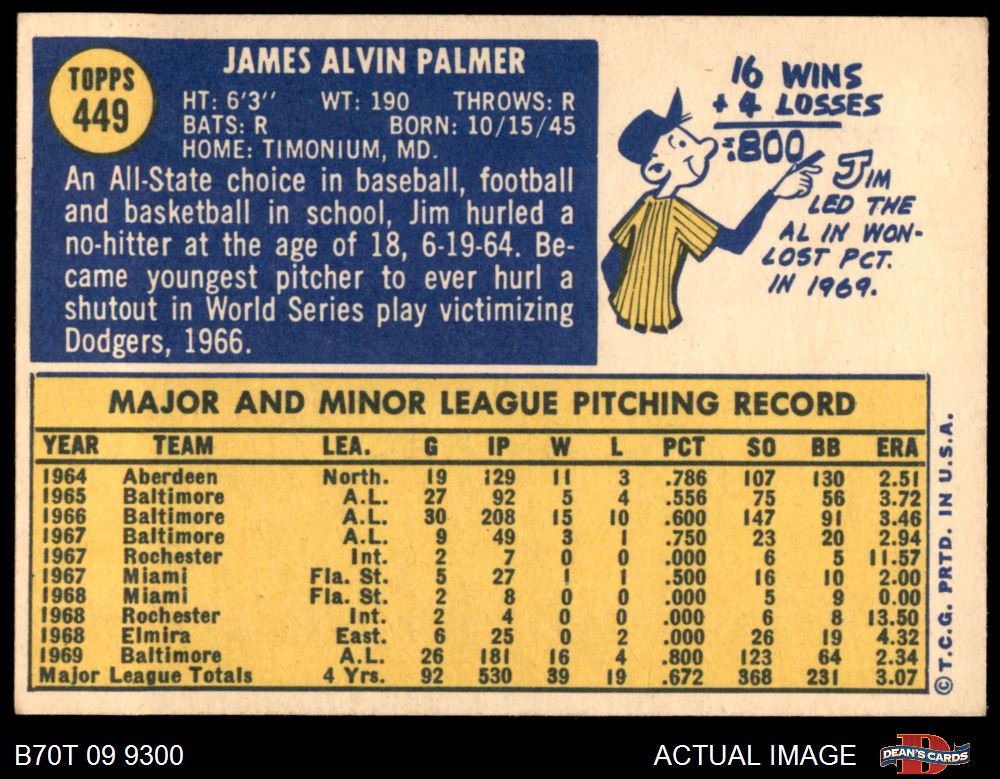 TOPPS
449
JAMES ALVIN PALMER
HT: 6'3" WT: 190 THROWS: R
BATS: R BORN: 10/15/45
HOME: TIMONIUM, MD.
An All-State choice in baseball, football
and basketball in school, Jim hurled a
no-hitter at the age of 18, 6-19-64. Be-
came youngest pitcher to ever hurl a
shutout in World Series play victimizing
Dodgers, 1966.
16 WINS
+ 4 LOSSES
=.800
JIM
LED THE
AL IN WON-
LOST PCT.
IN 1969.
MAJOR AND MINOR LEAGUE PITCHING RECORD
YEAR TEAM LEA. G IP W L PCT SO BB ERA
1964 Aberdeen North. 19 129 11 3 .786 107 130 2.51
1965 Baltimore A.L. 27 92 5 4 .556 75 56 3.72
1966 Baltimore A.L. 30 208 15 10 .600 147 91 3.46
1967 Baltimore A.L. 9 49 3 1 .750 23 20 2.94
1967 Rochester Int. 2 7 0 0 .000 6 5 11.57
1967 Miami Fla. St. 5 27 1 1 .500 16 10 2.00
1968 Miami Fla. St. 2 8 0 0 .000 5 9 0.00
1968 Rochester Int. 2 4 0 0 .000 6 8 13.50
1968 Elmira East. 6 25 0 2 .000 26 19 4.32
1969 Baltimore A.L. 26 181 16 4 .800 123 64 2.34
Major League Totals 4 Yrs. 92 530 39 19 .672 368 231 3.07
© T.C.G. PRTD. IN U.S.A.
B70T 09 9300
ACTUAL IMAGE
DEAN'S CARDS